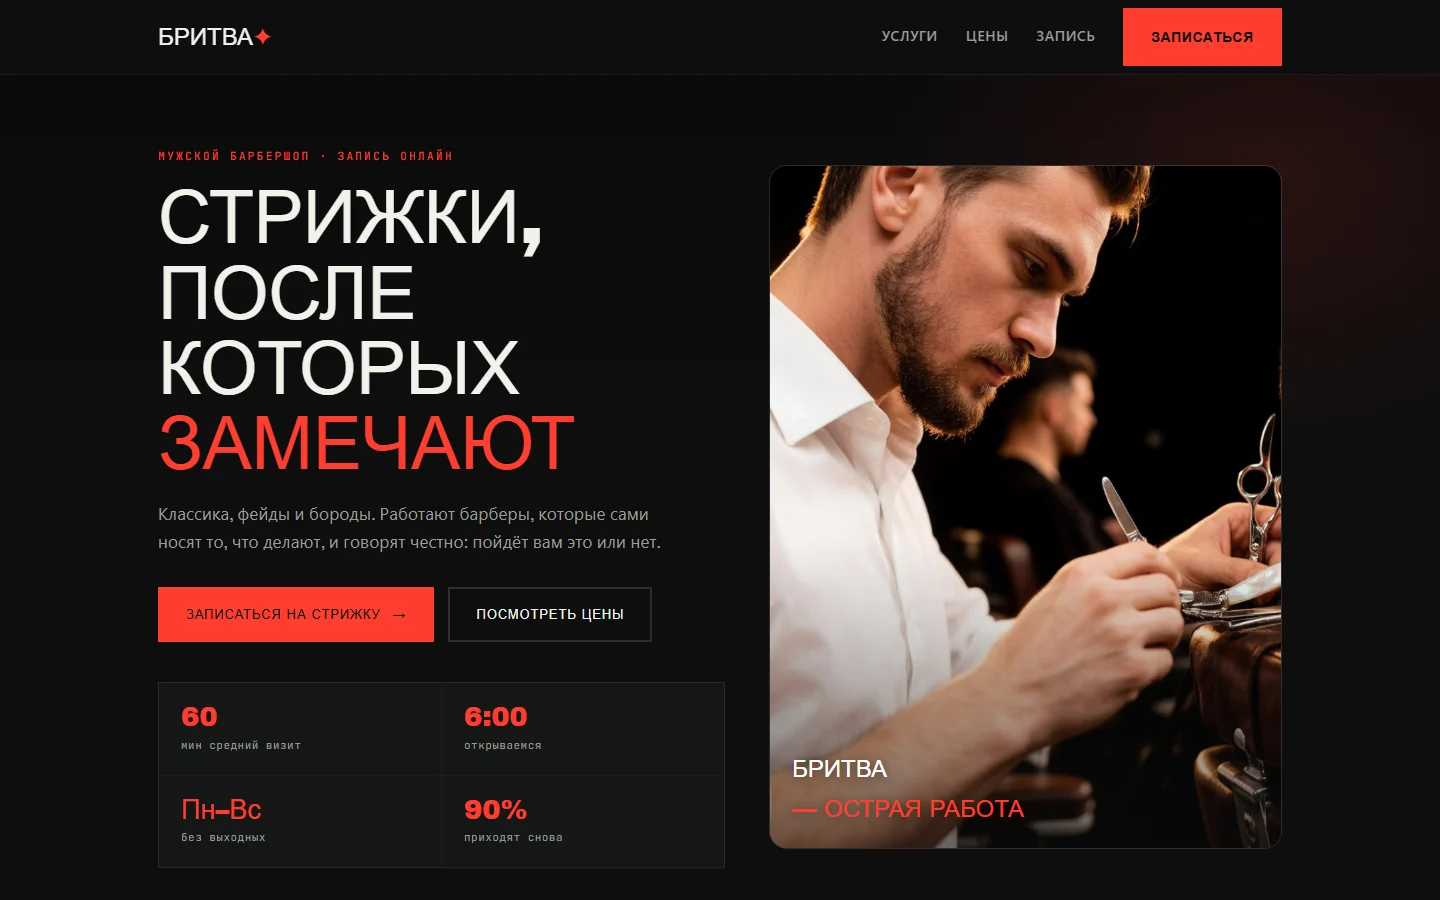 БРИТВА✦
УСЛУГИ
ЦЕНЫ
ЗАПИСЬ
ЗАПИСАТЬСЯ
МУЖСКОЙ БАРБЕРШОП · ЗАПИСЬ ОНЛАЙН
СТРИЖКИ,
ПОСЛЕ
КОТОРЫХ
ЗАМЕЧАЮТ
Классика, фейды и бороды. Работают барберы, которые сами
носят то, что делают, и говорят честно: пойдёт вам это или нет.
ЗАПИСАТЬСЯ НА СТРИЖКУ →
ПОСМОТРЕТЬ ЦЕНЫ
60
мин средний визит
6:00
открываемся
Пн–Вс
без выходных
90%
приходят снова
БРИТВА
— ОСТРАЯ РАБОТА